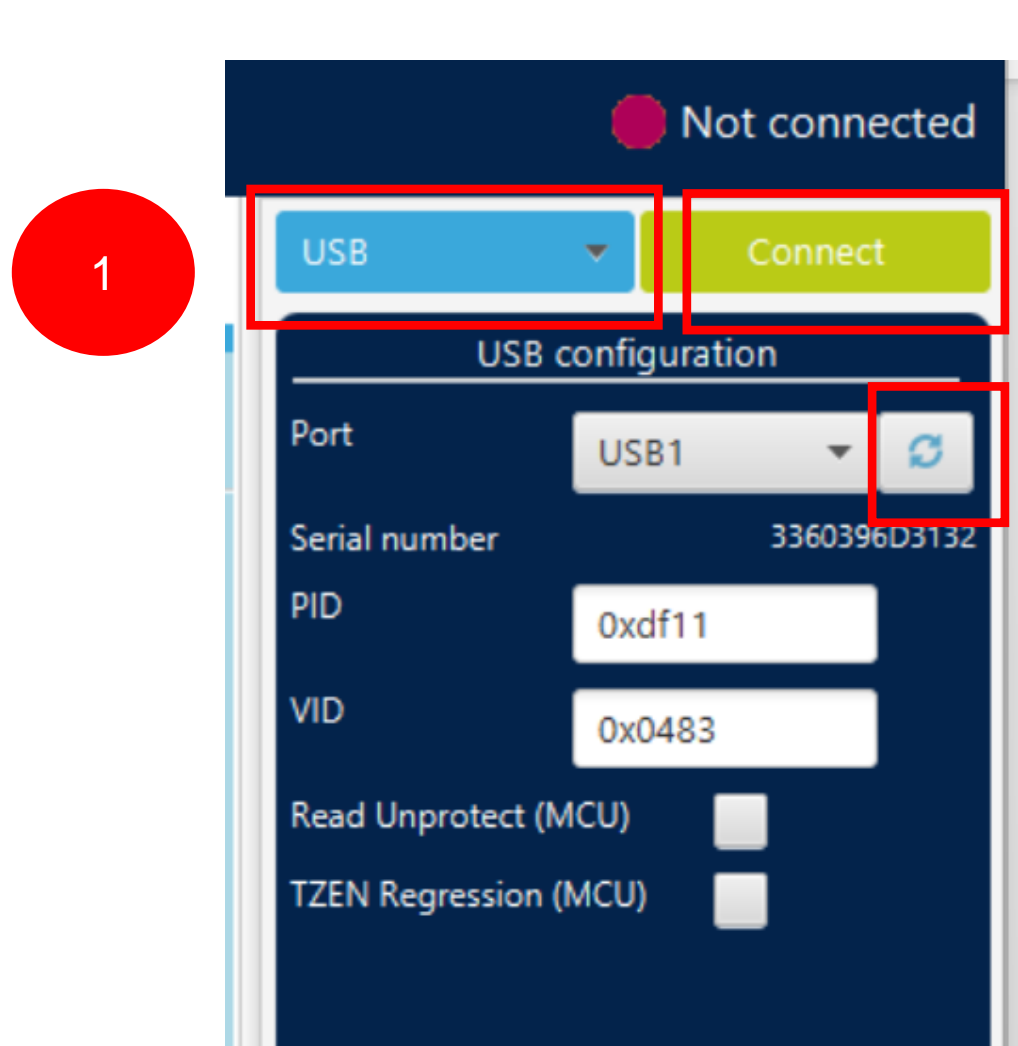 Not connected
1
USB
Connect
USB configuration
Port
USB1
Serial number
3360396D3132
PID
0xdf11
VID
0x0483
Read Unprotect (MCU)
TZEN Regression (MCU)